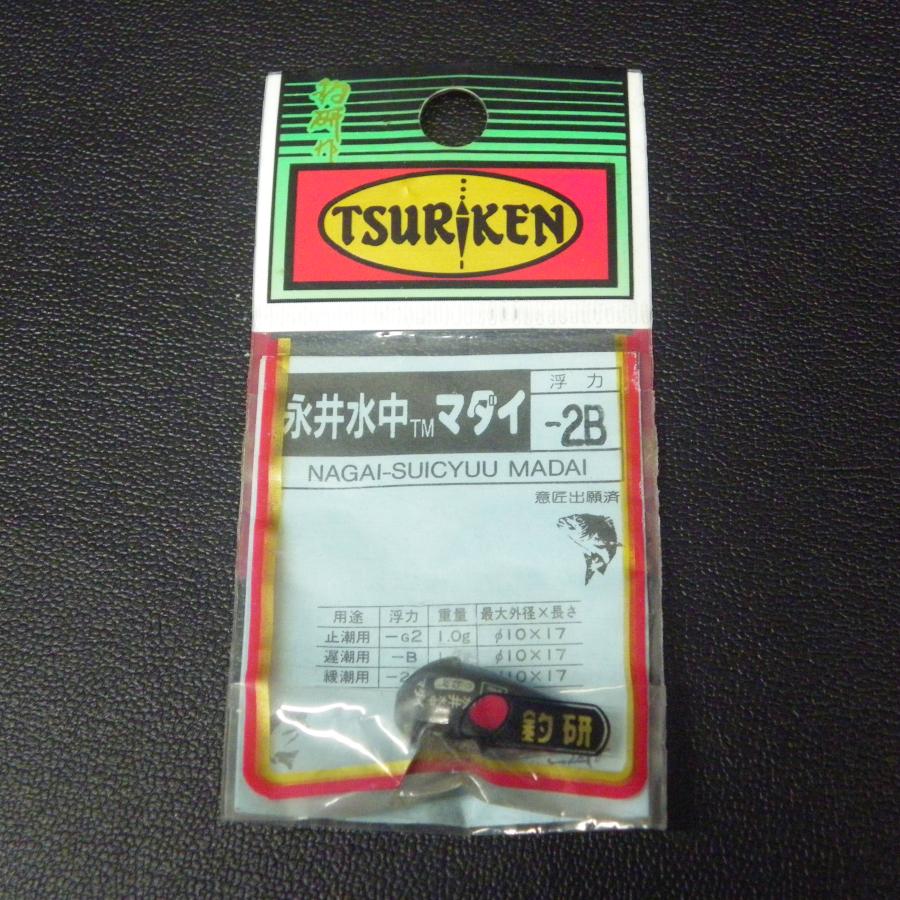 釣研作
TSURIKEN
永井水中TMマダイ
浮力
-2B
NAGAI-SUICYUU MADAI
意匠出願済
用途 浮力 重量 最大外径×長さ
止潮用 -G2 1.0g φ10×17
遅潮用 -B φ10×17
緩潮用 10×17
釣研